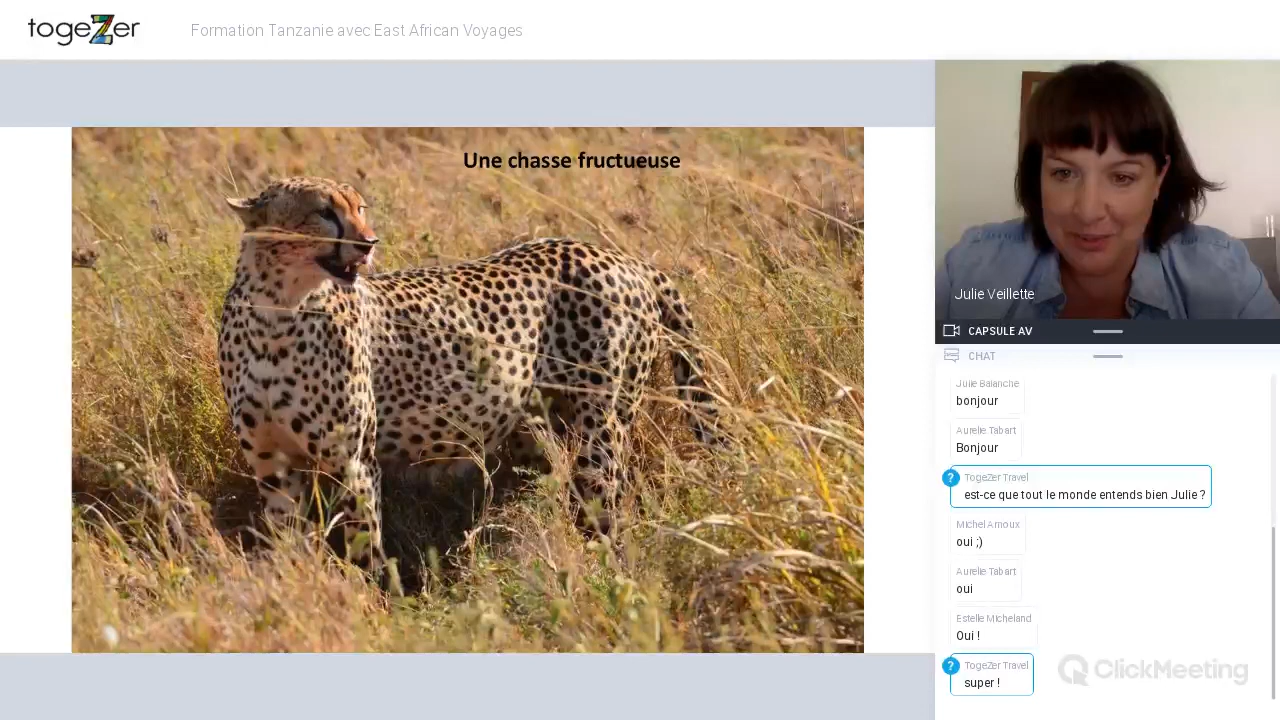 togeZer
Formation Tanzanie avec East African Voyages
Une chasse fructueuse
Julie Veillette
CAPSULE AV
CHAT
Julie Balanche
bonjour
Aurelie Tabart
Bonjour
? TogeZer Travel
est-ce que tout le monde entends bien Julie ?
Michel Arnoux
oui ;)
Aurelie Tabart
oui
Estelle Micheland
Oui !
? TogeZer Travel
super !
ClickMeeting